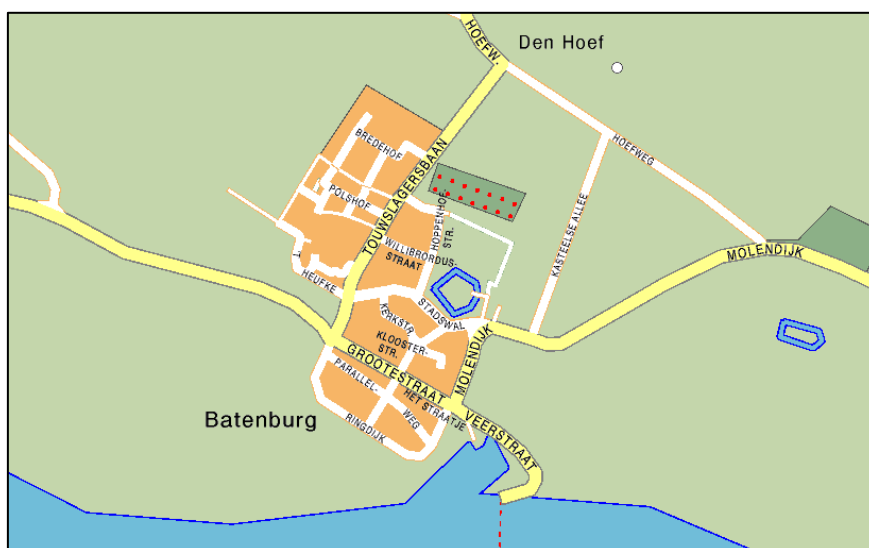 HOEFW.
Den Hoef
BREDEHOF
HOEFWEG
POLSHOF
TOUWSLAGERSBAAN
HOPPENHOF-
STR.
KASTEELSE ALLEE
WILLIBRORDUS-
STRAAT
MOLENDIJK
'T
HEUFKE
STADSWAL
KERKSTR.
KLOOSTER-
STR.
MOLENDIJK
GROOTESTRAAT
PARALLEL-
WEG
HET STRAATJE
VEERSTRAAT
Batenburg
RINGDIJK